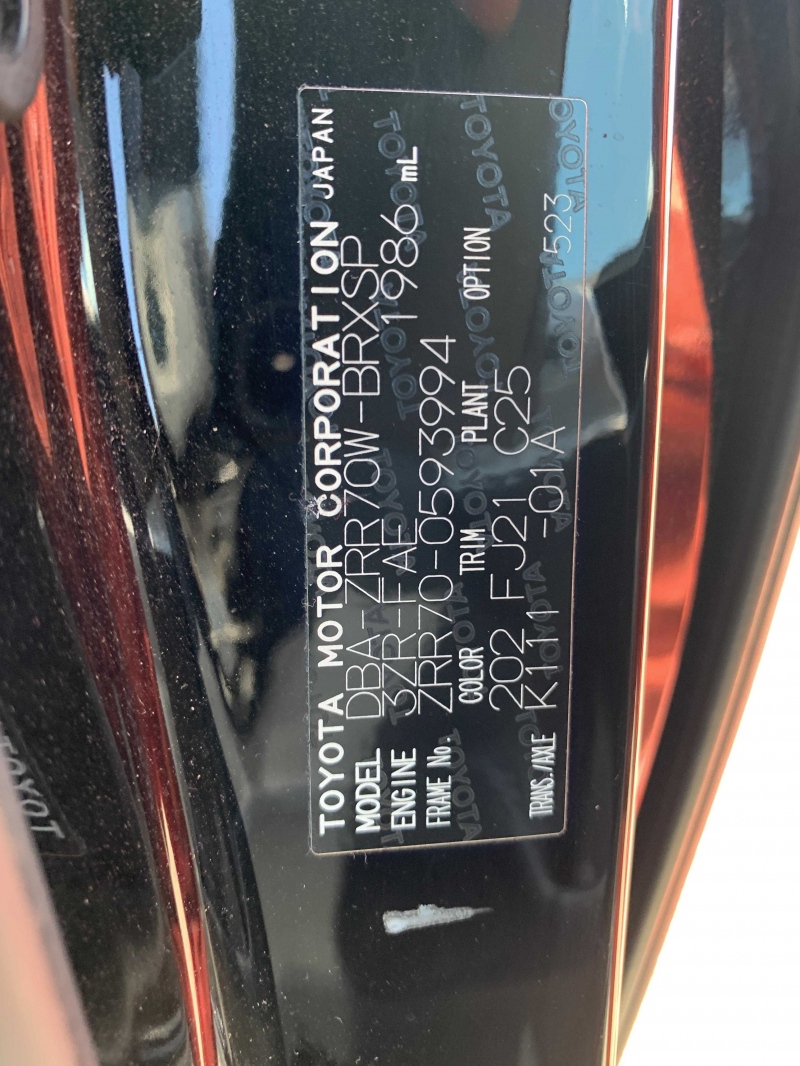 TOYOTA MOTOR CORPORATION JAPAN
MODEL DBA-ZRR70W-BRXSP
ENGINE 3ZR-FAE 1986 mL
FRAME No. ZRR70-0593994
COLOR TRIM PLANT OPTION
202 FJ21 C25
TRANS./AXLE K111 -01A 523